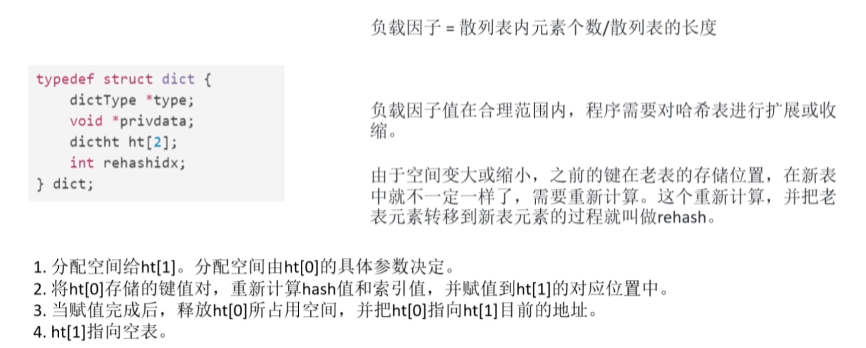 负载因子 = 散列表内元素个数/散列表的长度
typedef struct dict {
dictType *type;
void *privdata;
dictht ht[2];
int rehashidx;
} dict;
负载因子值在合理范围内，程序需要对哈希表进行扩展或收
缩。
由于空间变大或缩小，之前的键在老表的存储位置，在新表
中就不一定一样了，需要重新计算。这个重新计算，并把老
表元素转移到新表元素的过程就叫做rehash。
1. 分配空间给ht[1]。分配空间由ht[0]的具体参数决定。
2. 将ht[0]存储的键值对，重新计算hash值和索引值，并赋值到ht[1]的对应位置中。
3. 当赋值完成后，释放ht[0]所占用空间，并把ht[0]指向ht[1]目前的地址。
4. ht[1]指向空表。